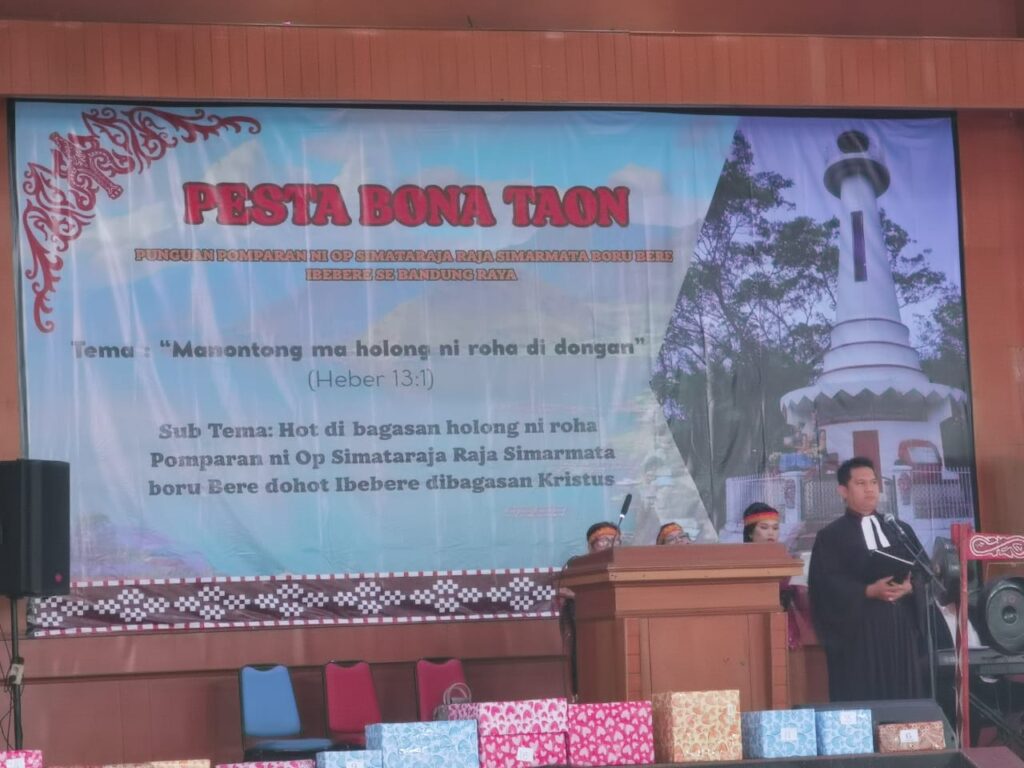 PESTA BONA TAON
PUNGUAN POMPARAN NI OP SIMATARAJA RAJA SIMARMATA BORU BERE
IBEBERE SE BANDUNG RAYA
Tema : “Manontong ma holong ni roha di dongan”
(Heber 13:1)
Sub Tema: Hot di bagasan holong ni roha
Pomparan ni Op Simataraja Raja Simarmata
boru Bere dohot Ibebere dibagasan Kristus